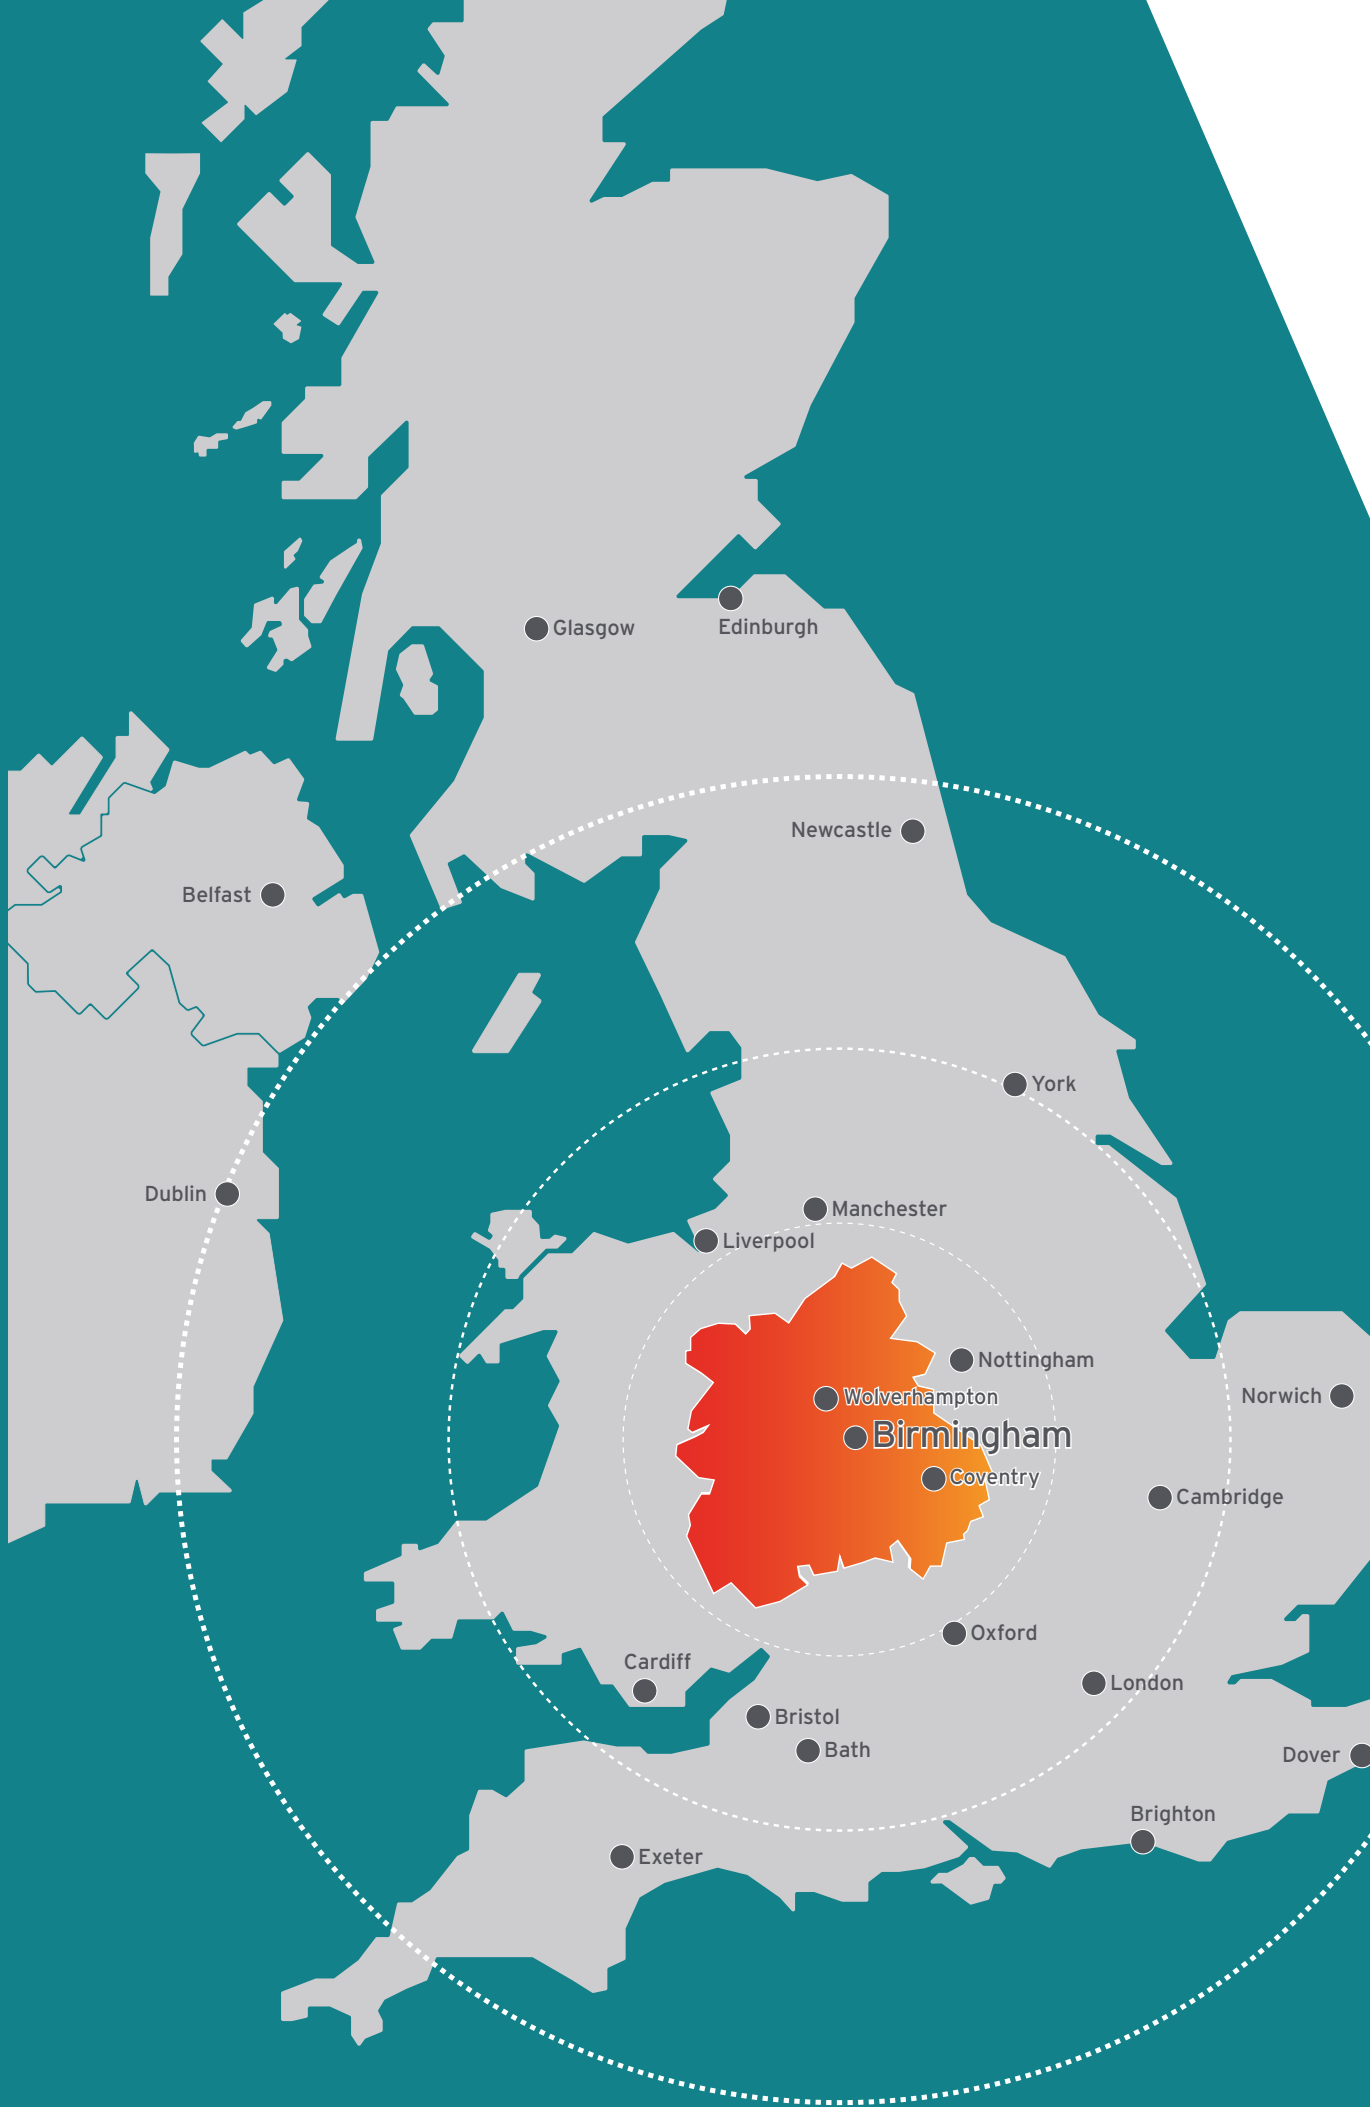 Glasgow
Edinburgh
Newcastle
Belfast
York
Dublin
Manchester
Liverpool
Nottingham
Wolverhampton
Norwich
Birmingham
Coventry
Cambridge
Oxford
Cardiff
London
Bristol
Bath
Dover
Brighton
Exeter